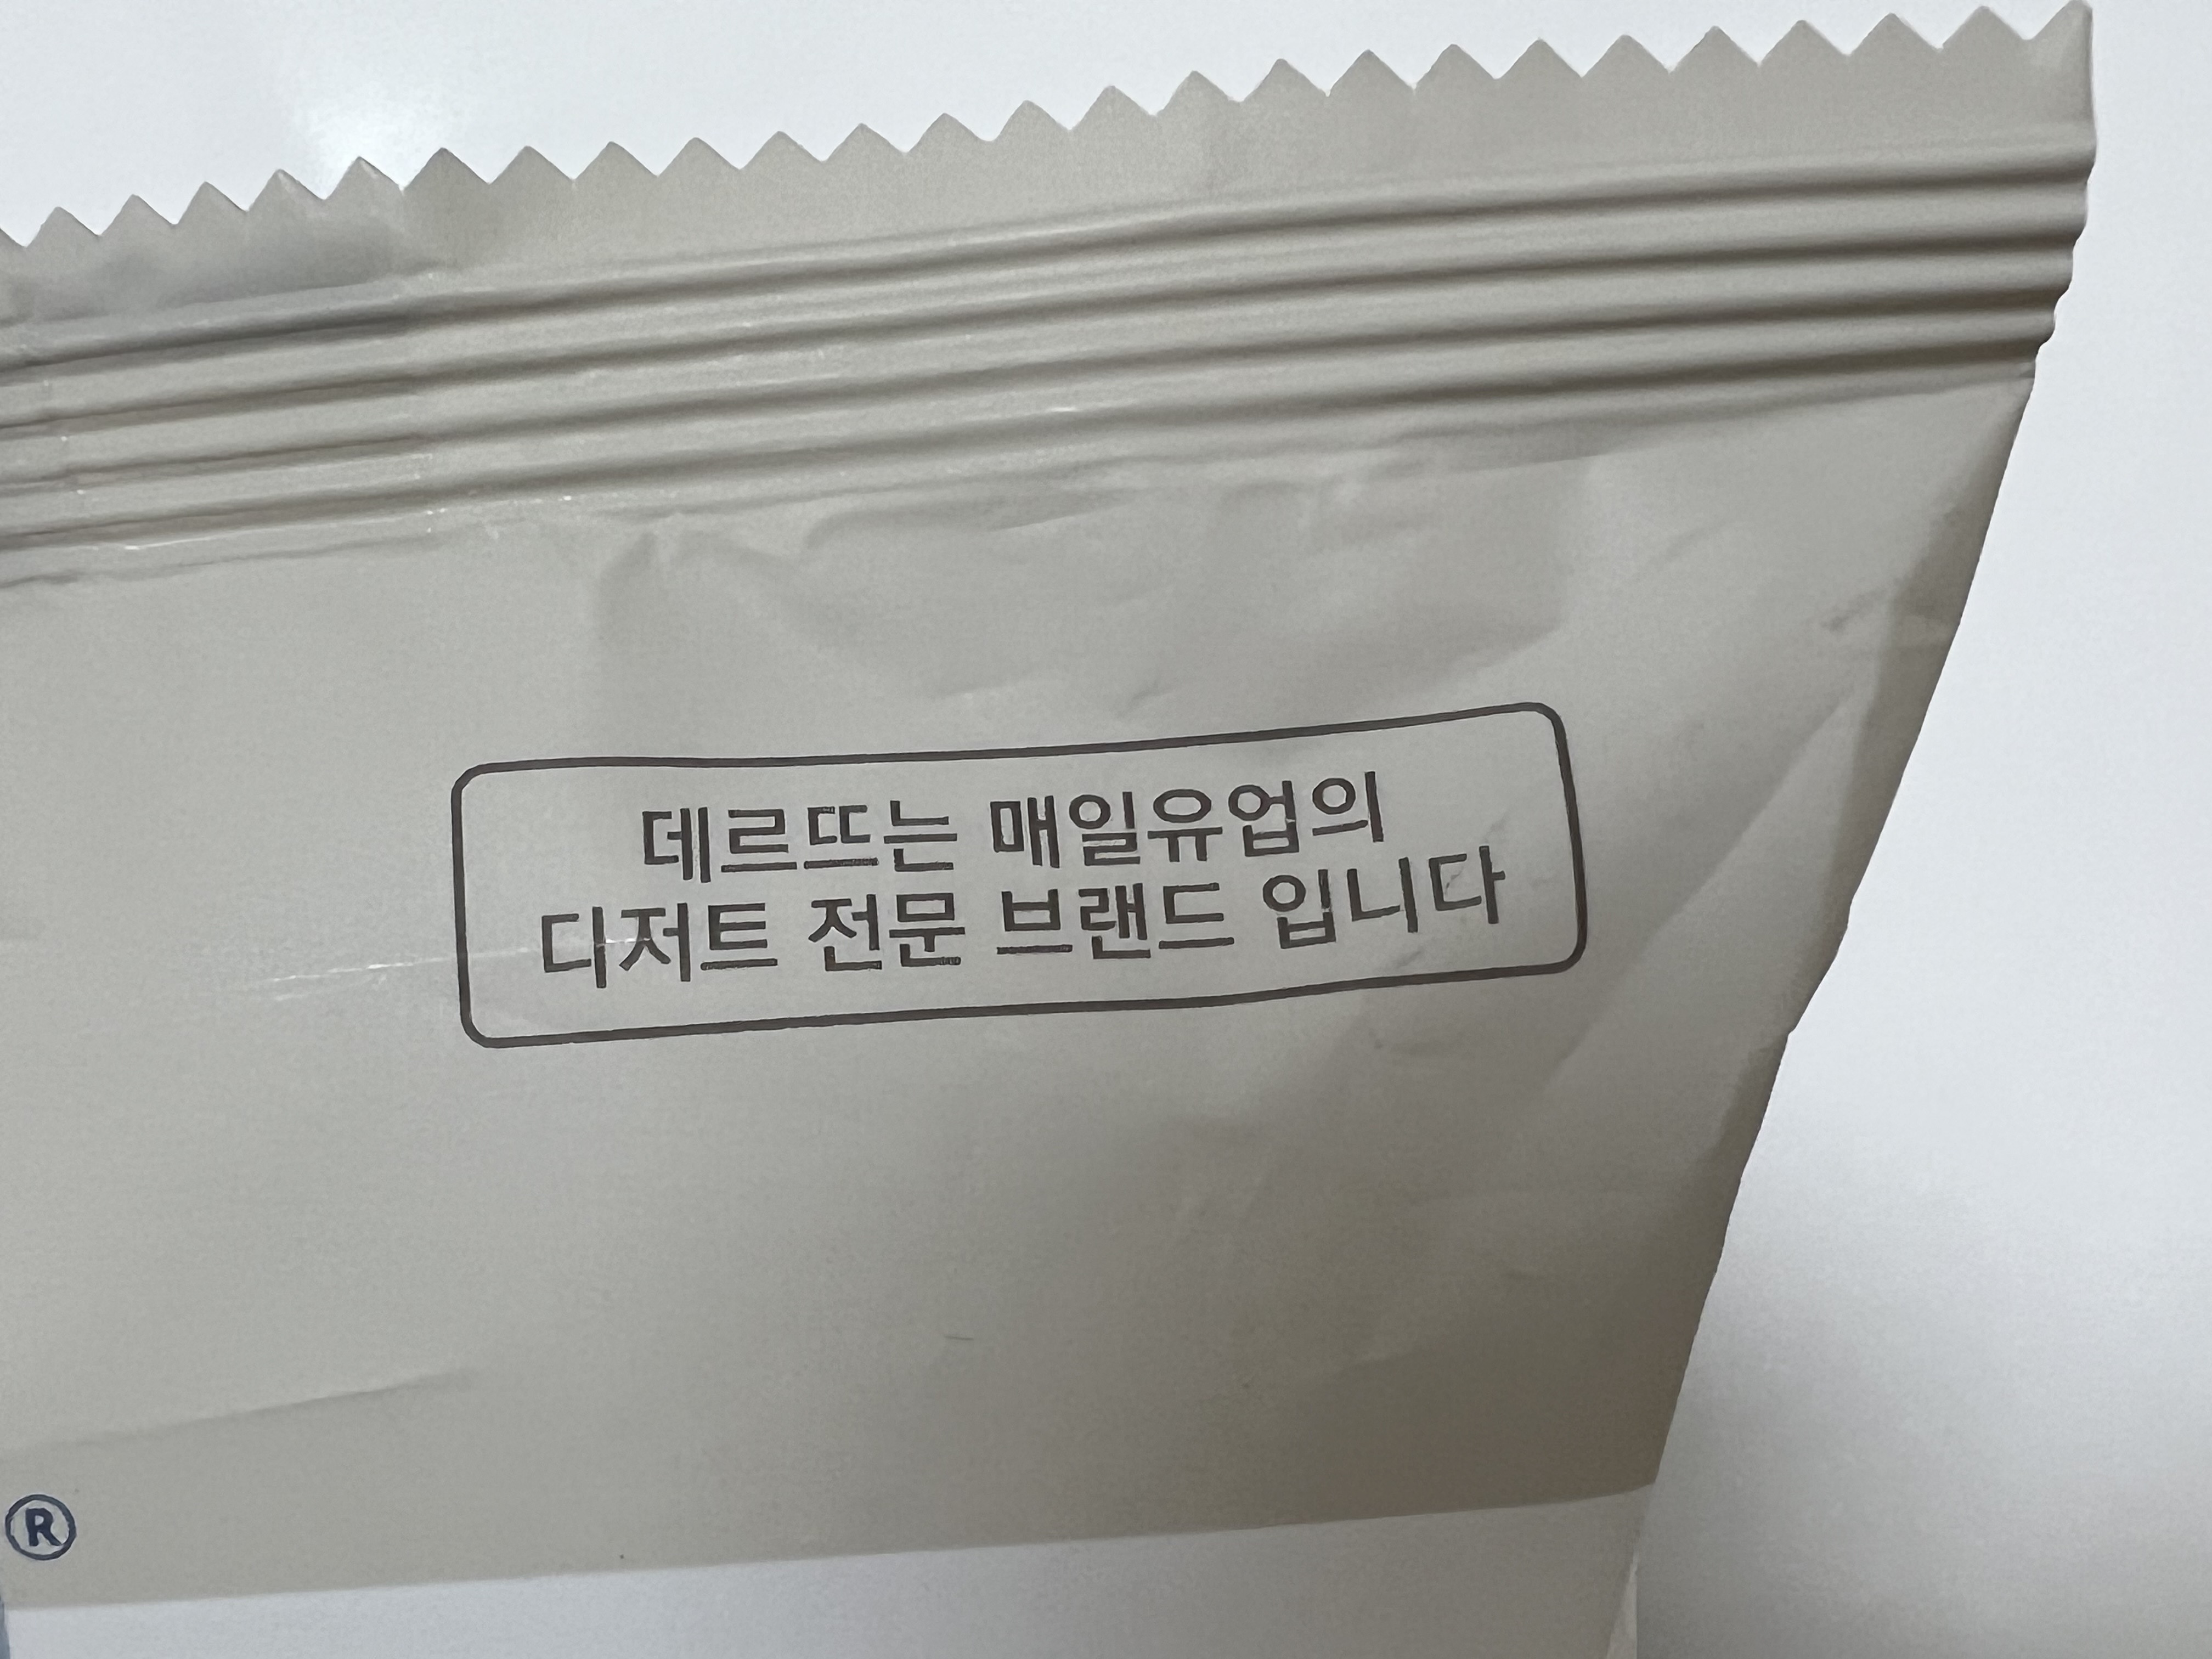 데르뜨는 매일유업의
디저트 전문 브랜드 입니다
®